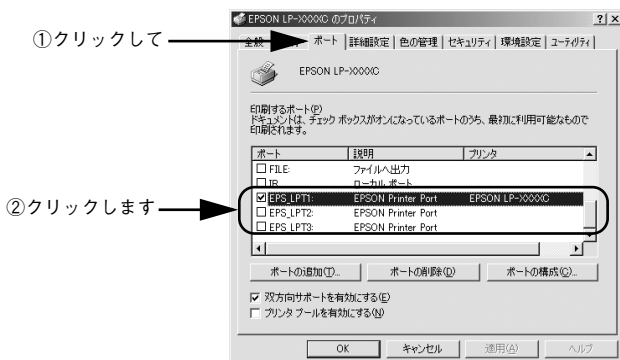 EPSON LP-XXXXC のプロパティ
①クリックして
全般
ポート 詳細設定 色の管理 セキュリティ 環境設定 ユーティリティ
EPSON LP-XXXXC
印刷するポート(P)
ドキュメントは、チェック ボックスがオンになっているポートのうち、最初に利用可能なもので
印刷されます。
ポート 説明 プリンタ
FILE: ファイルへ出力
IR ローカル ポート
EPS_LPT1: EPSON Printer Port EPSON LP-XXXXC
②クリックします
EPS_LPT2: EPSON Printer Port
EPS_LPT3: EPSON Printer Port
ポートの追加(T)... ポートの削除(D) ポートの構成(C)...
双方向サポートを有効にする(E)
プリンタ プールを有効にする(N)
OK キャンセル 適用(A) ヘルプ